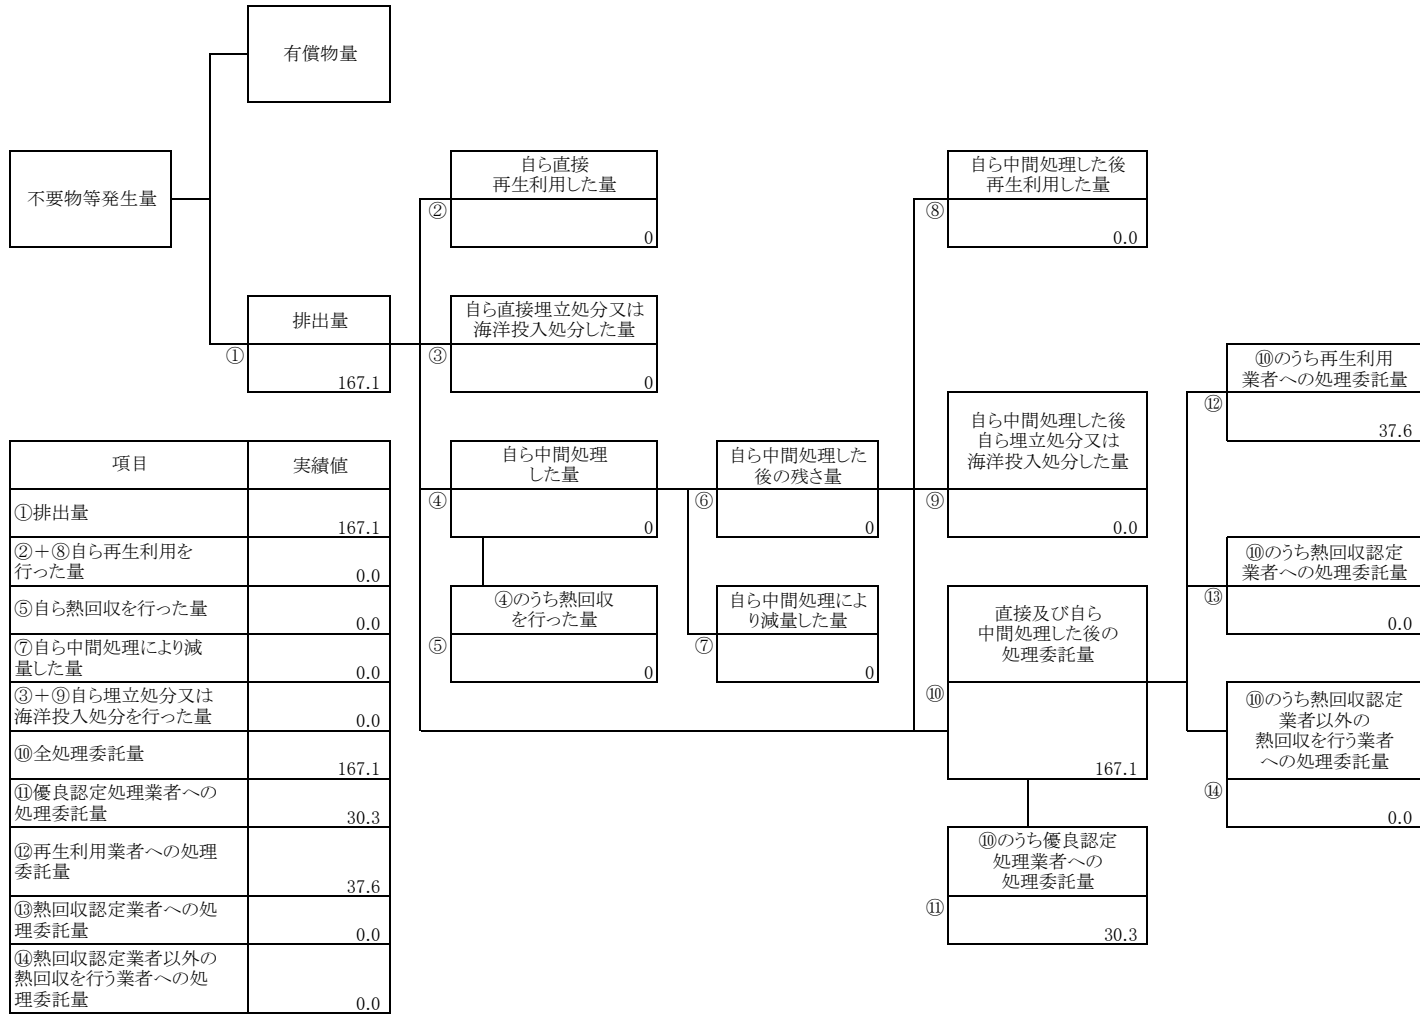 有償物量
不要物等発生量
自ら直接
再生利用した量
②
0
自ら中間処理した後
再生利用した量
⑧
0.0
排出量
①
167.1
自ら直接埋立処分又は
海洋投入処分した量
③
0
⑩のうち再生利用
業者への処理委託量
⑫
37.6
自ら中間処理
した量
④
0
自ら中間処理した
後の残さ量
⑥
0
自ら中間処理した後
自ら埋立処分又は
海洋投入処分した量
⑨
0.0
④のうち熱回収
を行った量
⑤
0
自ら中間処理によ
り減量した量
⑦
0
直接及び自ら
中間処理した後の
処理委託量
⑩
167.1
⑩のうち熱回収認定
業者への処理委託量
⑬
0.0
⑩のうち熱回収認定
業者以外の
熱回収を行う業者
への処理委託量
⑭
0.0
⑩のうち優良認定
処理業者への
処理委託量
⑪
30.3
項目 実績値
①排出量
167.1
②＋⑧自ら再生利用を
行った量 0.0
⑤自ら熱回収を行った量
0.0
⑦自ら中間処理により減
量した量 0.0
③＋⑨自ら埋立処分又は
海洋投入処分を行った量 0.0
⑩全処理委託量
167.1
⑪優良認定処理業者への
処理委託量 30.3
⑫再生利用業者への処理
委託量
37.6
⑬熱回収認定業者への処
理委託量 0.0
⑭熱回収認定業者以外の
熱回収を行う業者への処
理委託量 0.0